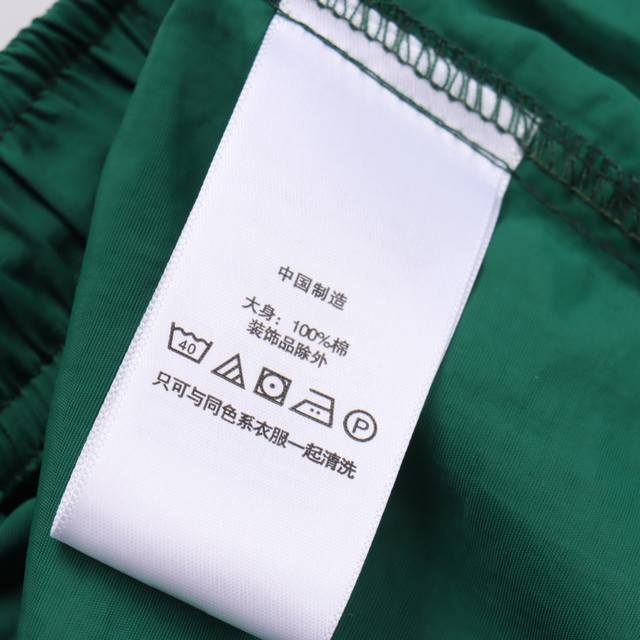 中国制造
大身：100%棉
装饰品除外
40 P
只可与同色系衣服一起清洗